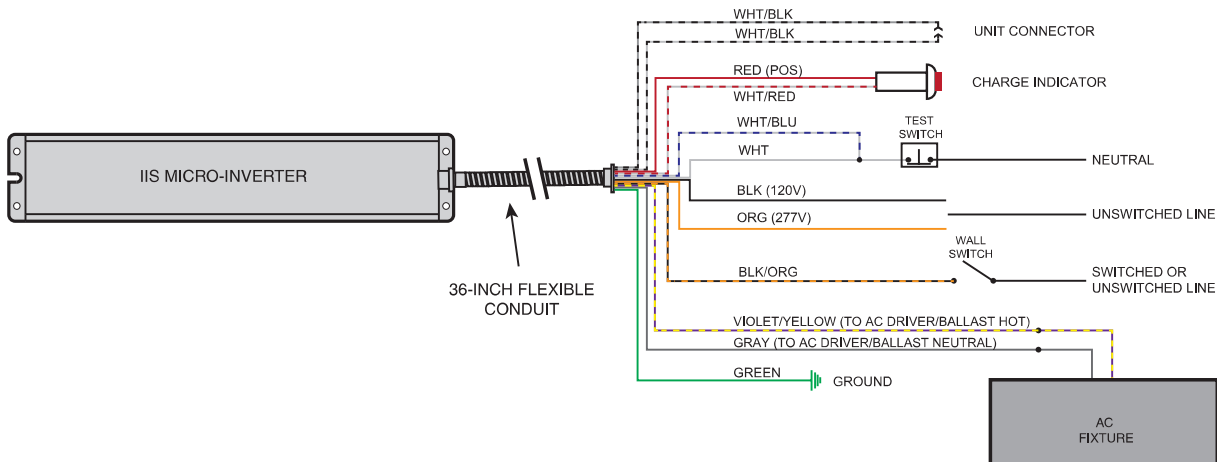 WHT/BLK
WHT/BLK
UNIT CONNECTOR
RED (POS)
CHARGE INDICATOR
WHT/RED
WHT/BLU
TEST
SWITCH
WHT
NEUTRAL
IIS MICRO-INVERTER
BLK (120V)
ORG (277V)
UNSWITCHED LINE
WALL
SWITCH
BLK/ORG
SWITCHED OR
UNSWITCHED LINE
36-INCH FLEXIBLE
CONDUIT
VIOLET/YELLOW (TO AC DRIVER/BALLAST HOT)
GRAY (TO AC DRIVER/BALLAST NEUTRAL)
GREEN
GROUND
AC
FIXTURE